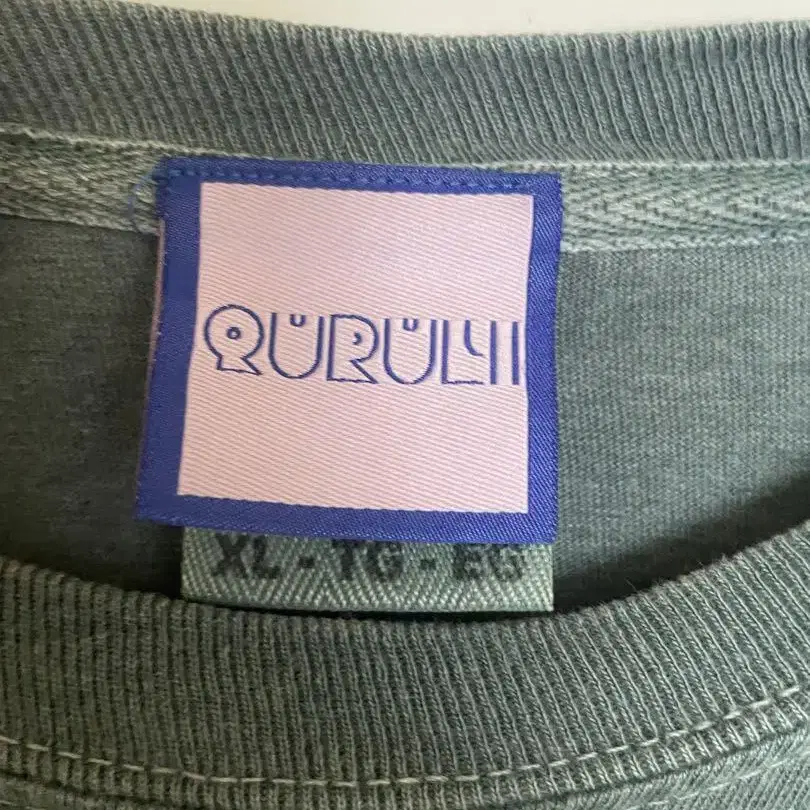 QURULI
XL - TG - EG